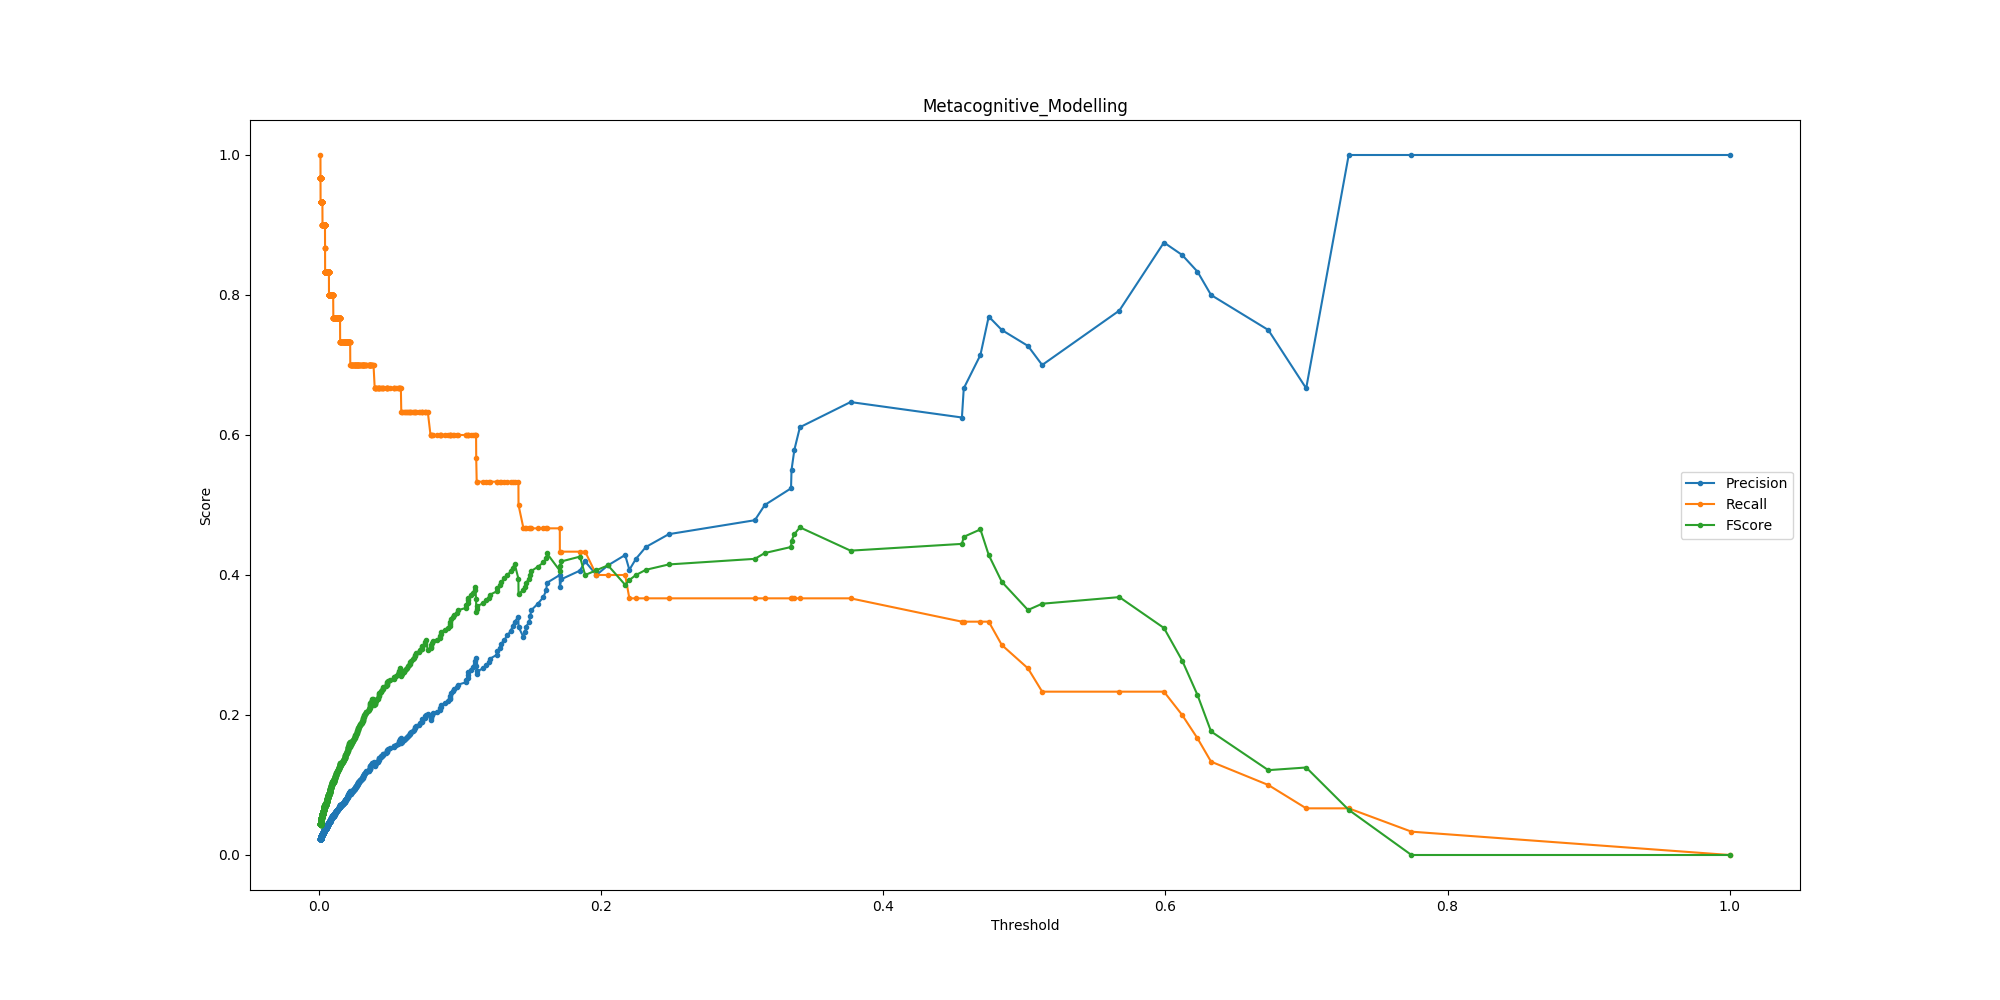 Metacognitive_Modelling
1.0
0.8
0.6
0.4
0.2
0.0
Score
Precision
Recall
FScore
0.0 0.2 0.4 0.6 0.8 1.0
Threshold